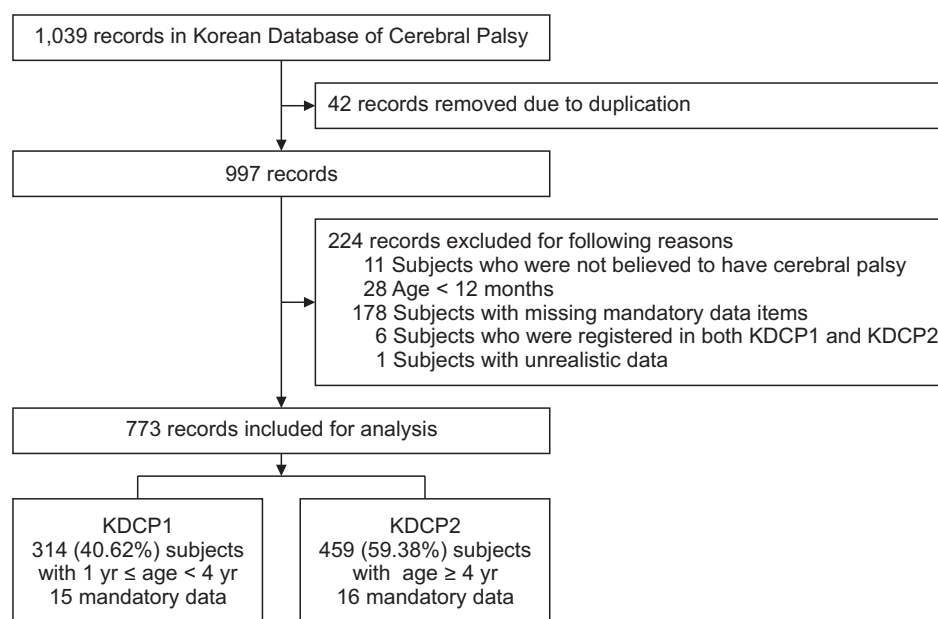 1,039 records in Korean Database of Cerebral Palsy
42 records removed due to duplication
997 records
224 records excluded for following reasons
11 Subjects who were not believed to have cerebral palsy
28 Age < 12 months
178 Subjects with missing mandatory data items
6 Subjects who were registered in both KDCP1 and KDCP2
1 Subjects with unrealistic data
773 records included for analysis
KDCP1
314 (40.62%) subjects
with 1 yr ≤ age < 4 yr
15 mandatory data
KDCP2
459 (59.38%) subjects
with age ≥ 4 yr
16 mandatory data